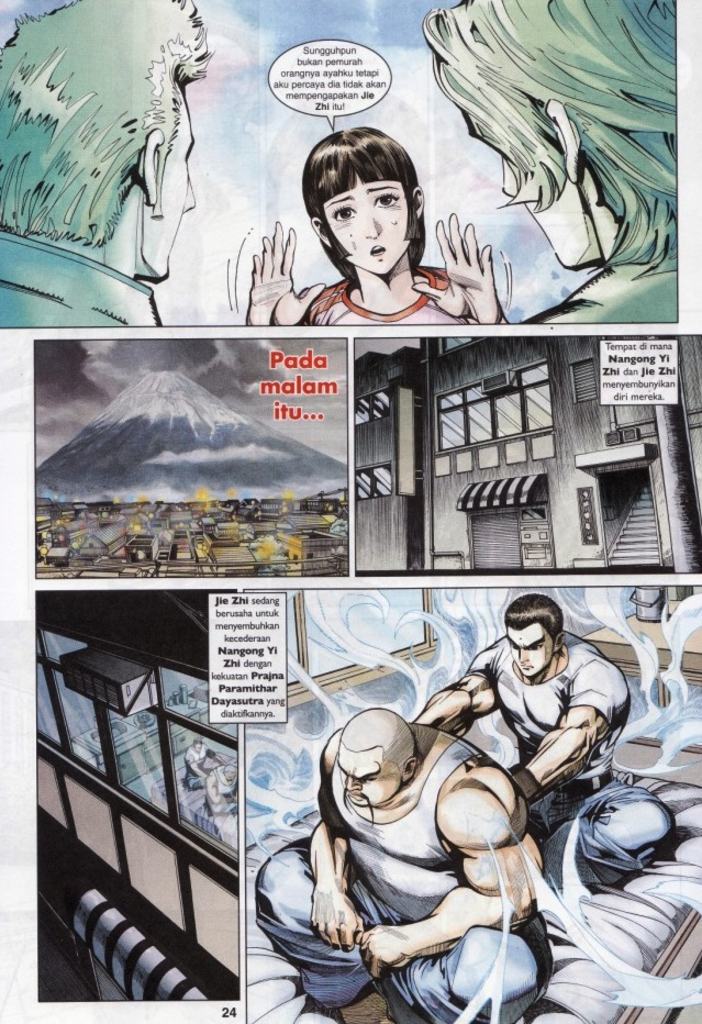 Sungguhpun
bukan pemurah
orangnya ayahku tetapi
aku percaya dia tidak akan
mempengapakan Jie
Zhi itu!
Pada
malam
itu...
Tempat di mana
Nangong Yi
Zhi dan Jie Zhi
menyembunyikan
diri mereka.
Jie Zhi sedang
berusaha untuk
menyembuhkan
kecederaan
Nangong Yi
Zhi dengan
kekuatan Prajna
Paramithar
Dayasutra yang
diaktifkannya.
24